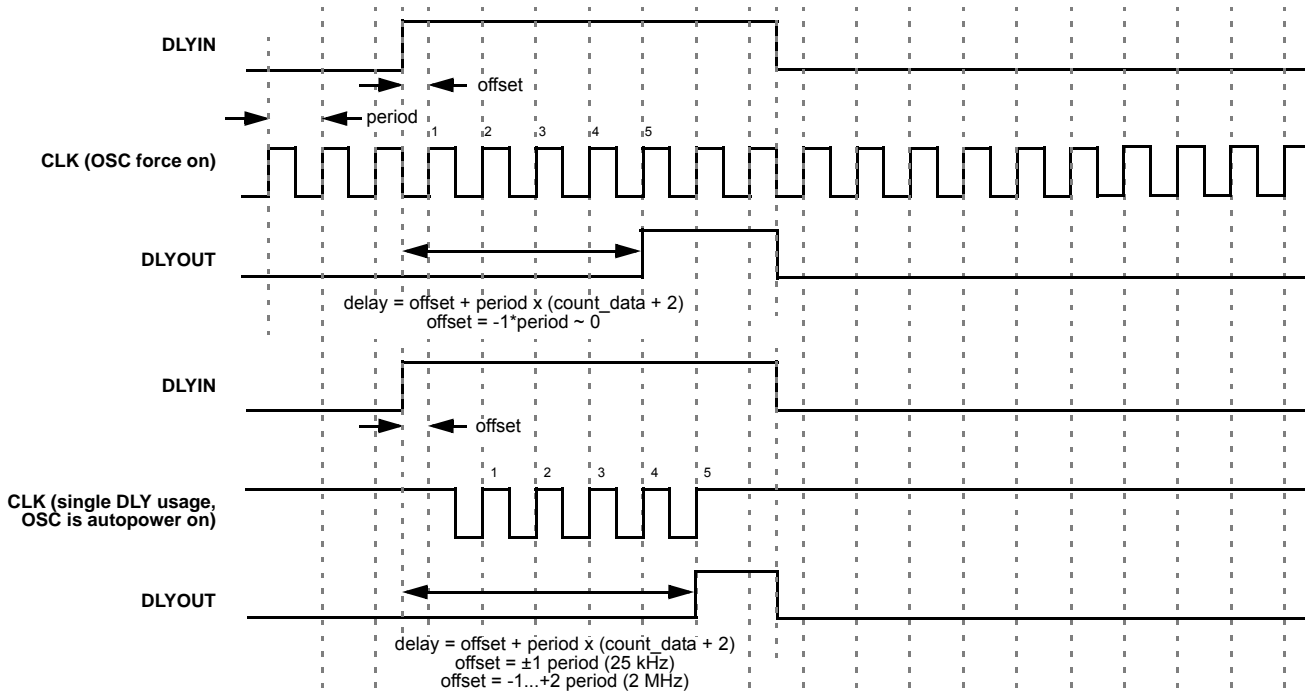 DLYIN
offset
period
1 2 3 4 5
CLK (OSC force on)
DLYOUT
delay = offset + period x (count_data + 2)
offset = -1*period ~ 0
DLYIN
offset
1 2 3 4 5
CLK (single DLY usage,
OSC is autopower on)
DLYOUT
delay = offset + period x (count_data + 2)
offset = ±1 period (25 kHz)
offset = -1...+2 period (2 MHz)